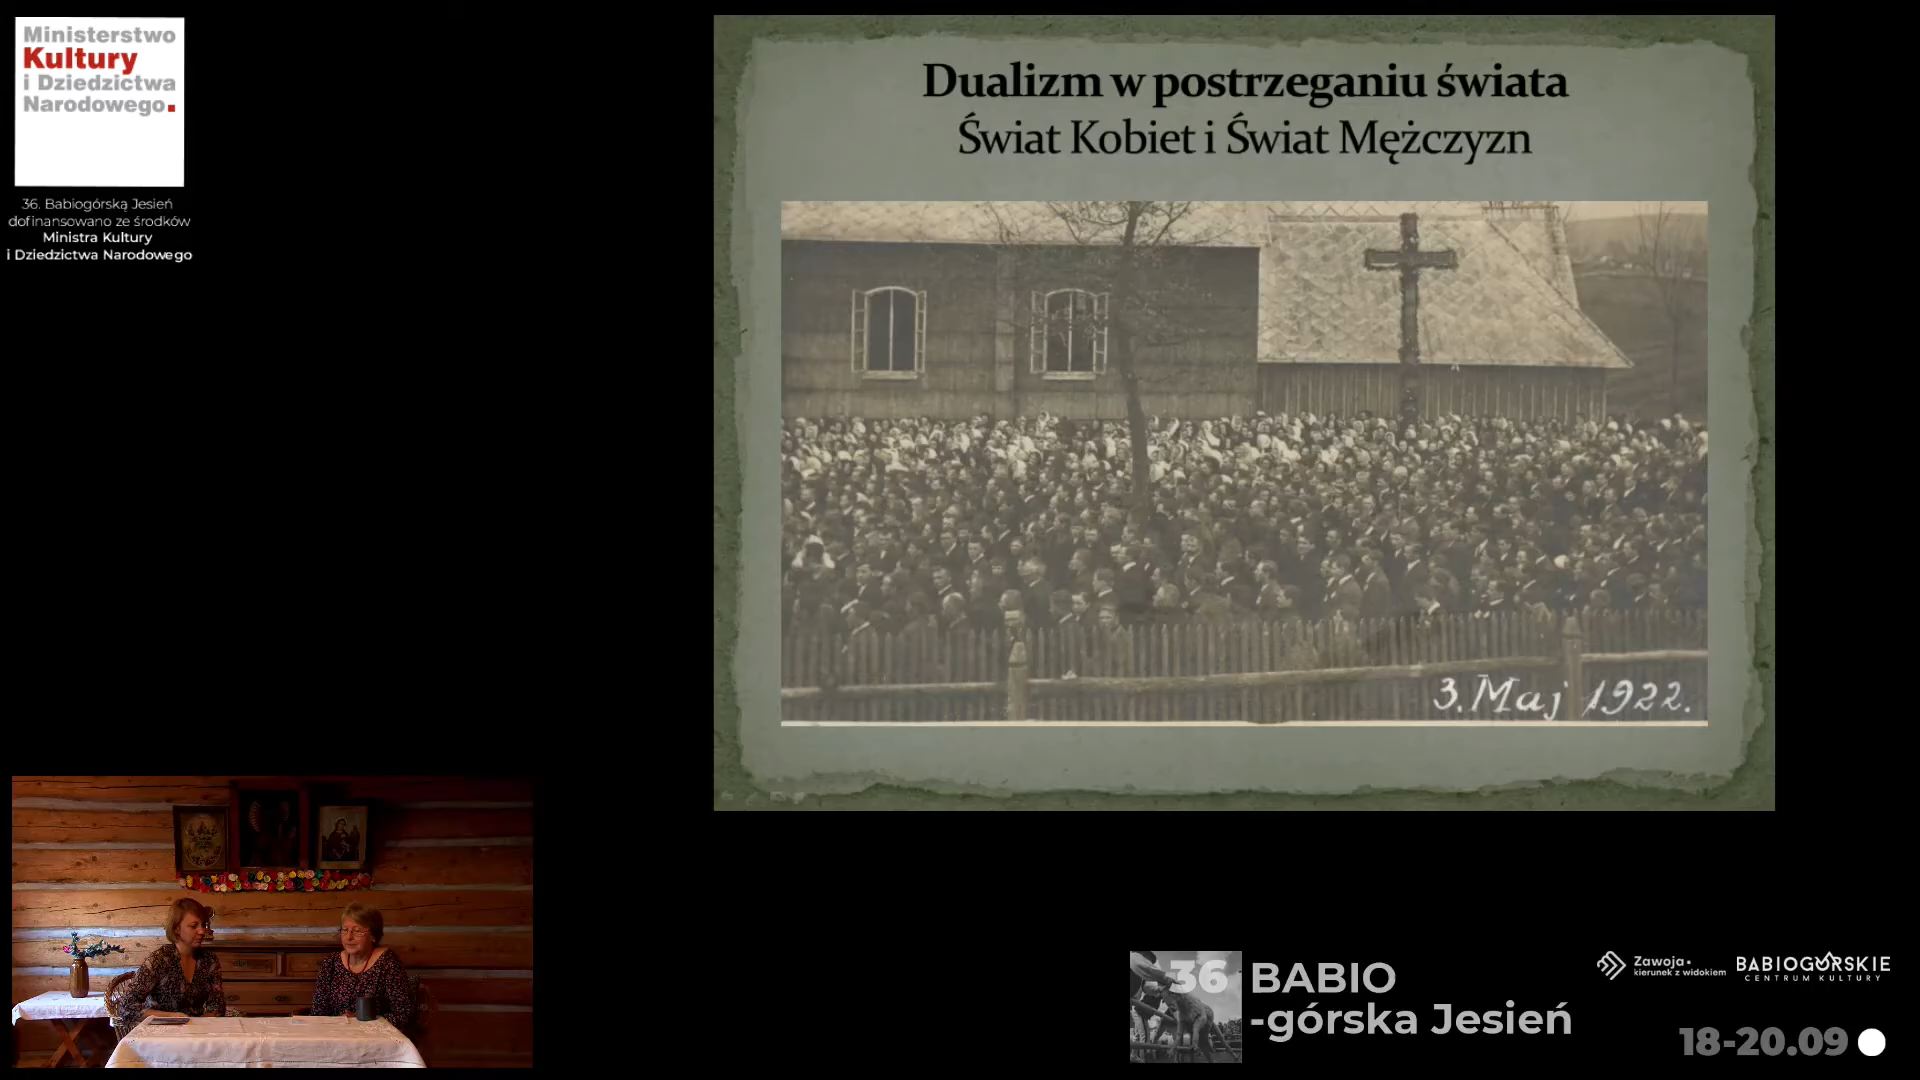 Ministerstwo
Kultury
i Dziedzictwa
Narodowego.
36. Babiogórską Jesień
dofinansowano ze środków
Ministra Kultury
i Dziedzictwa Narodowego
Dualizm w postrzeganiu świata
Świat Kobiet i Świat Mężczyzn
3. Maj 1922.
36 BABIO
-górska Jesień
Zawoja
kierunek z widokiem
BABIOGÓRSKIE
CENTRUM KULTURY
18-20.09